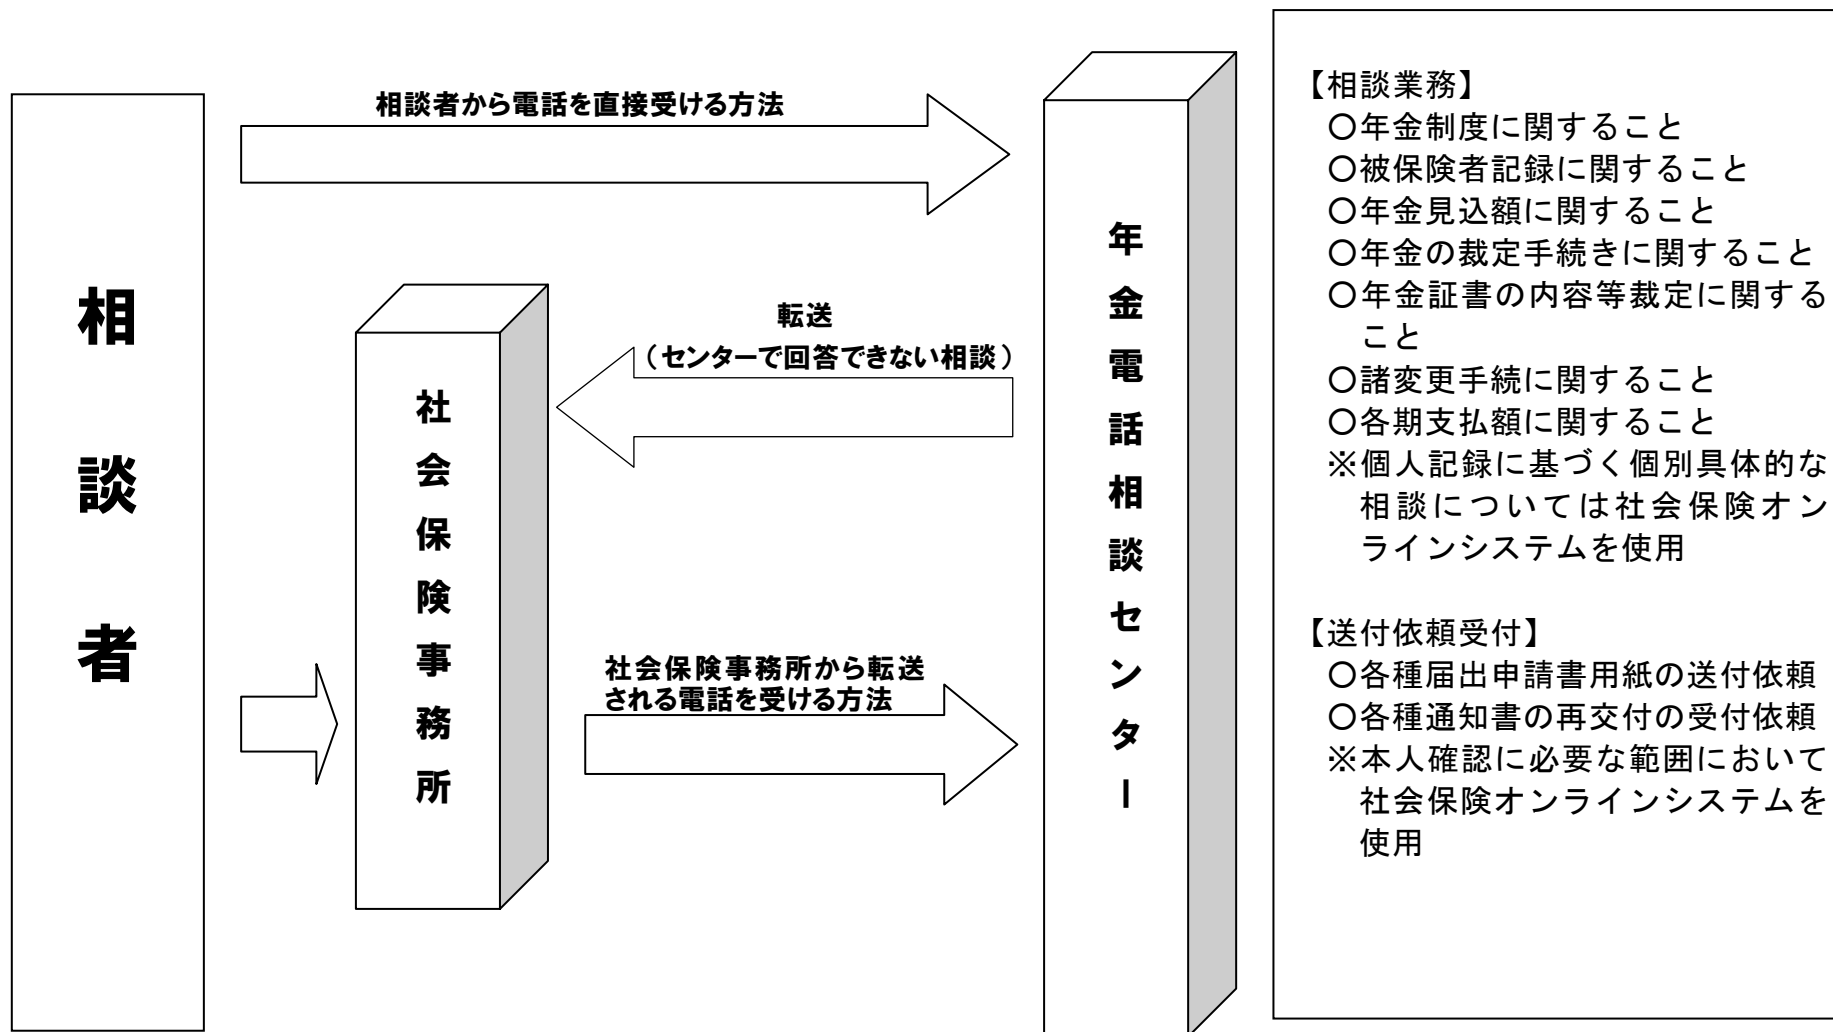 相談者
相談者から電話を直接受ける方法
転送
（センターで回答できない相談）
社会保険事務所
社会保険事務所から転送
される電話を受ける方法
年金電話相談センター
【相談業務】
〇年金制度に関すること
〇被保険者記録に関すること
〇年金見込額に関すること
〇年金の裁定手続きに関すること
〇年金証書の内容等裁定に関する
こと
〇諸変更手続に関すること
〇各期支払額に関すること
※個人記録に基づく個別具体的な
相談については社会保険オン
ラインシステムを使用
【送付依頼受付】
〇各種届出申請書用紙の送付依頼
〇各種通知書の再交付の受付依頼
※本人確認に必要な範囲において
社会保険オンラインシステムを
使用